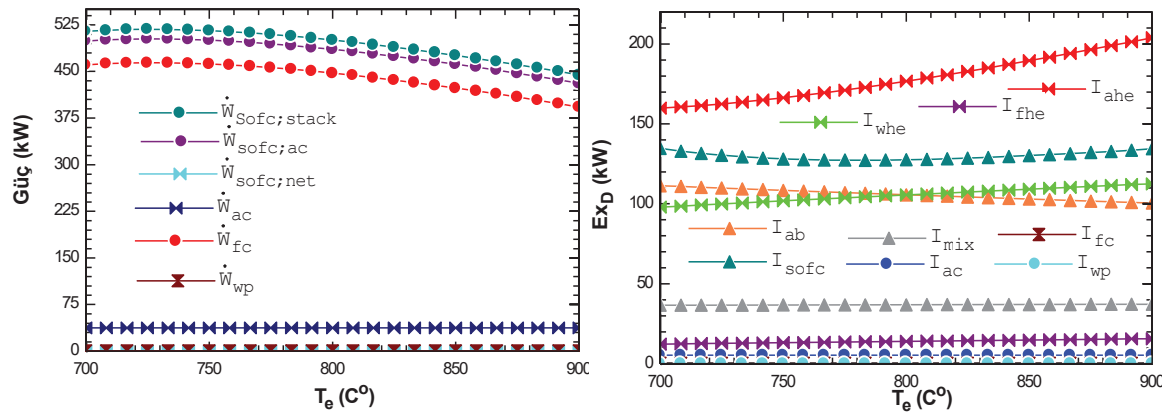 525
450
375
300
225
150
75
0
Güç (kW)
Ẇ Sofc;stack
Ẇ sofc;ac
Ẇ sofc;net
Ẇ ac
Ẇ fc
Ẇ wp
700 750 800 850 900
T e (C o)
200
150
100
50
0
Ex D (kW)
I ahe
I fhe
I whe
I ab
I mix
I fc
I sofc
I ac
I wp
700 750 800 850 900
T e (C o)